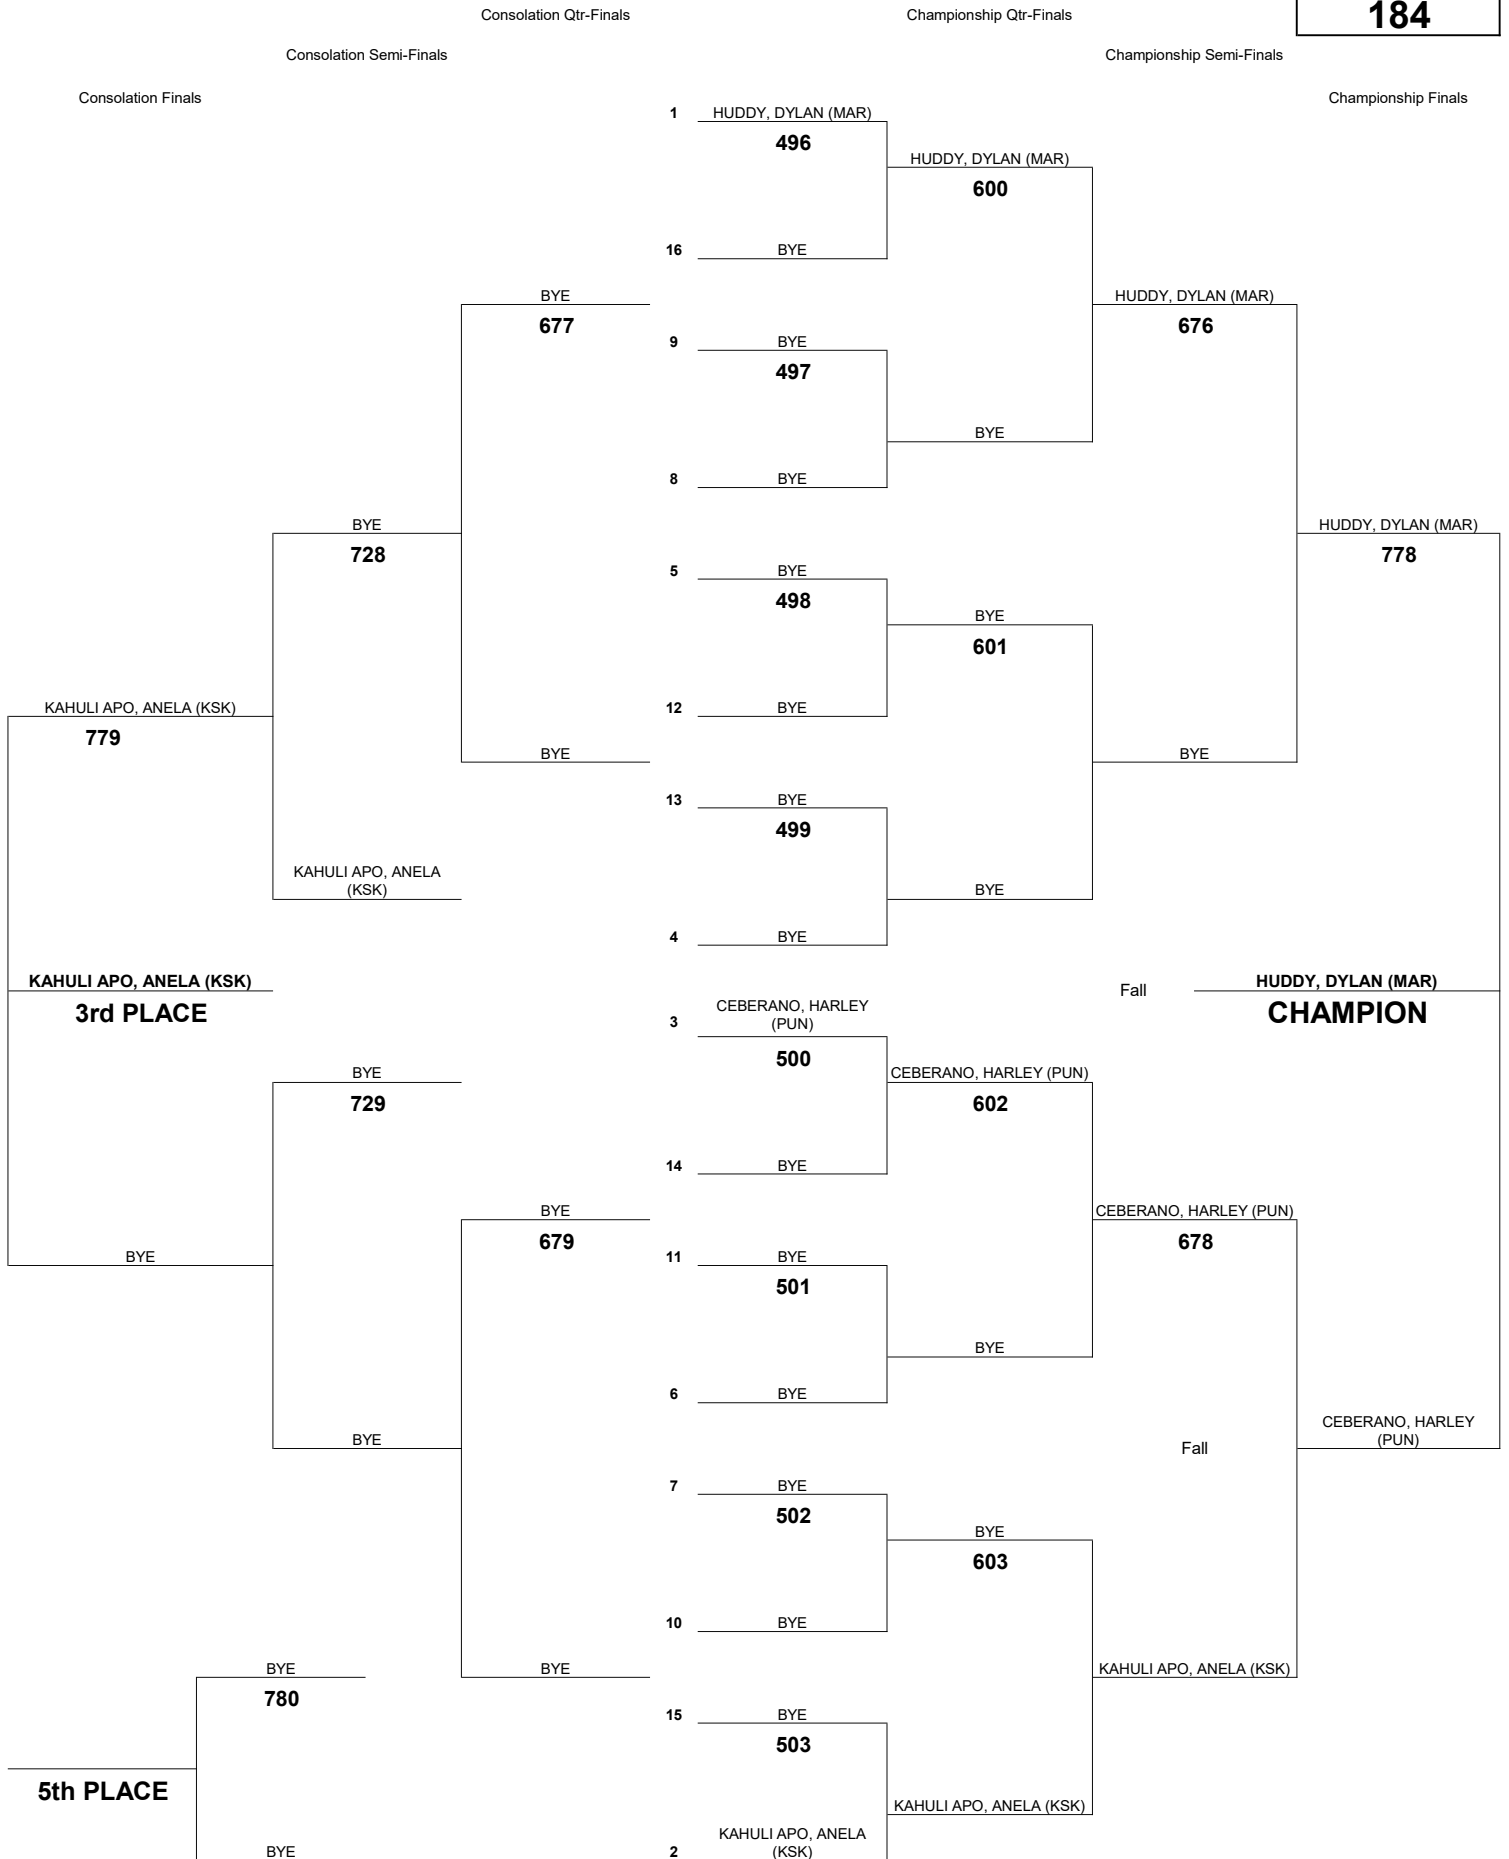 Consolation Qtr-Finals
Championship Qtr-Finals
184
Consolation Semi-Finals
Championship Semi-Finals
Consolation Finals
Championship Finals
1 HUDDY, DYLAN (MAR)
496
HUDDY, DYLAN (MAR)
600
16 BYE
BYE
HUDDY, DYLAN (MAR)
677
676
9 BYE
497
BYE
8 BYE
BYE
HUDDY, DYLAN (MAR)
728
778
5 BYE
498
BYE
601
KAHULI APO, ANELA (KSK)
12 BYE
779
BYE
BYE
13 BYE
499
KAHULI APO, ANELA
(KSK)
BYE
4 BYE
KAHULI APO, ANELA (KSK)
3rd PLACE
Fall
HUDDY, DYLAN (MAR)
CHAMPION
3 CEBERANO, HARLEY
(PUN)
500
BYE
CEBERANO, HARLEY (PUN)
729
602
14 BYE
BYE
CEBERANO, HARLEY (PUN)
679
678
BYE
11 BYE
501
BYE
6 BYE
BYE
Fall
CEBERANO, HARLEY
(PUN)
7 BYE
502
BYE
603
10 BYE
BYE
BYE
KAHULI APO, ANELA (KSK)
780
15 BYE
503
5th PLACE
KAHULI APO, ANELA (KSK)
BYE
2 KAHULI APO, ANELA
(KSK)